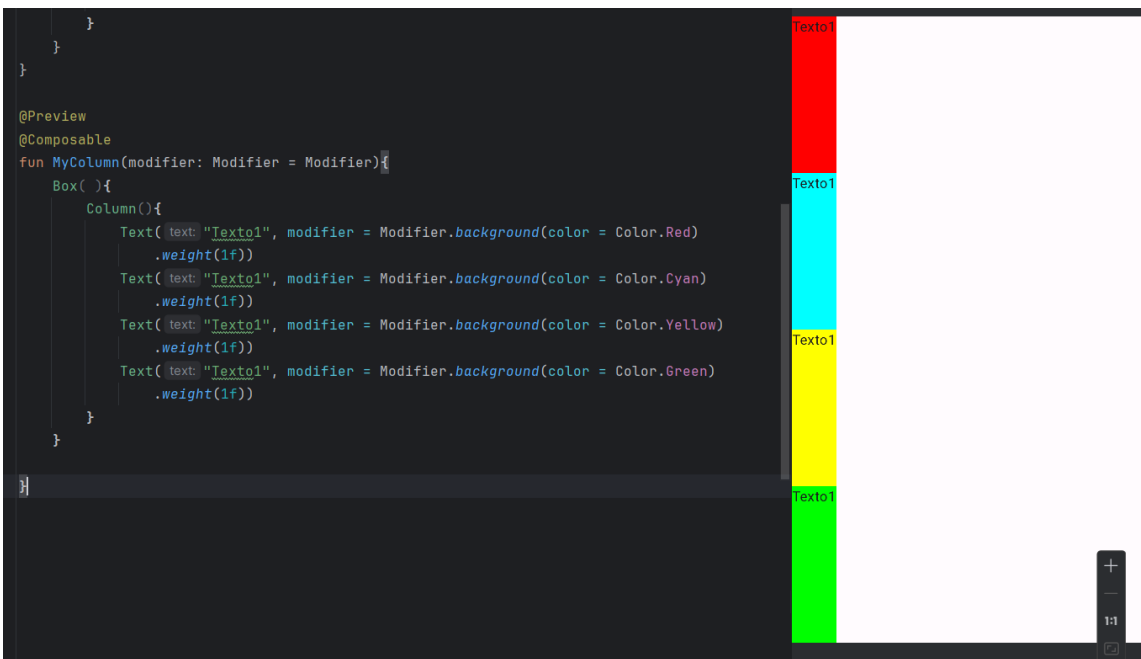 }
}
}
@Preview
@Composable
fun MyColumn(modifier: Modifier = Modifier){
Box( ){
Column(){
Text( text: "Texto1", modifier = Modifier.background(color = Color.Red)
.weight(1f))
Text( text: "Texto1", modifier = Modifier.background(color = Color.Cyan)
.weight(1f))
Text( text: "Texto1", modifier = Modifier.background(color = Color.Yellow)
.weight(1f))
Text( text: "Texto1", modifier = Modifier.background(color = Color.Green)
.weight(1f))
}
}
}
Texto1
Texto1
Texto1
Texto1
+
—
1:1